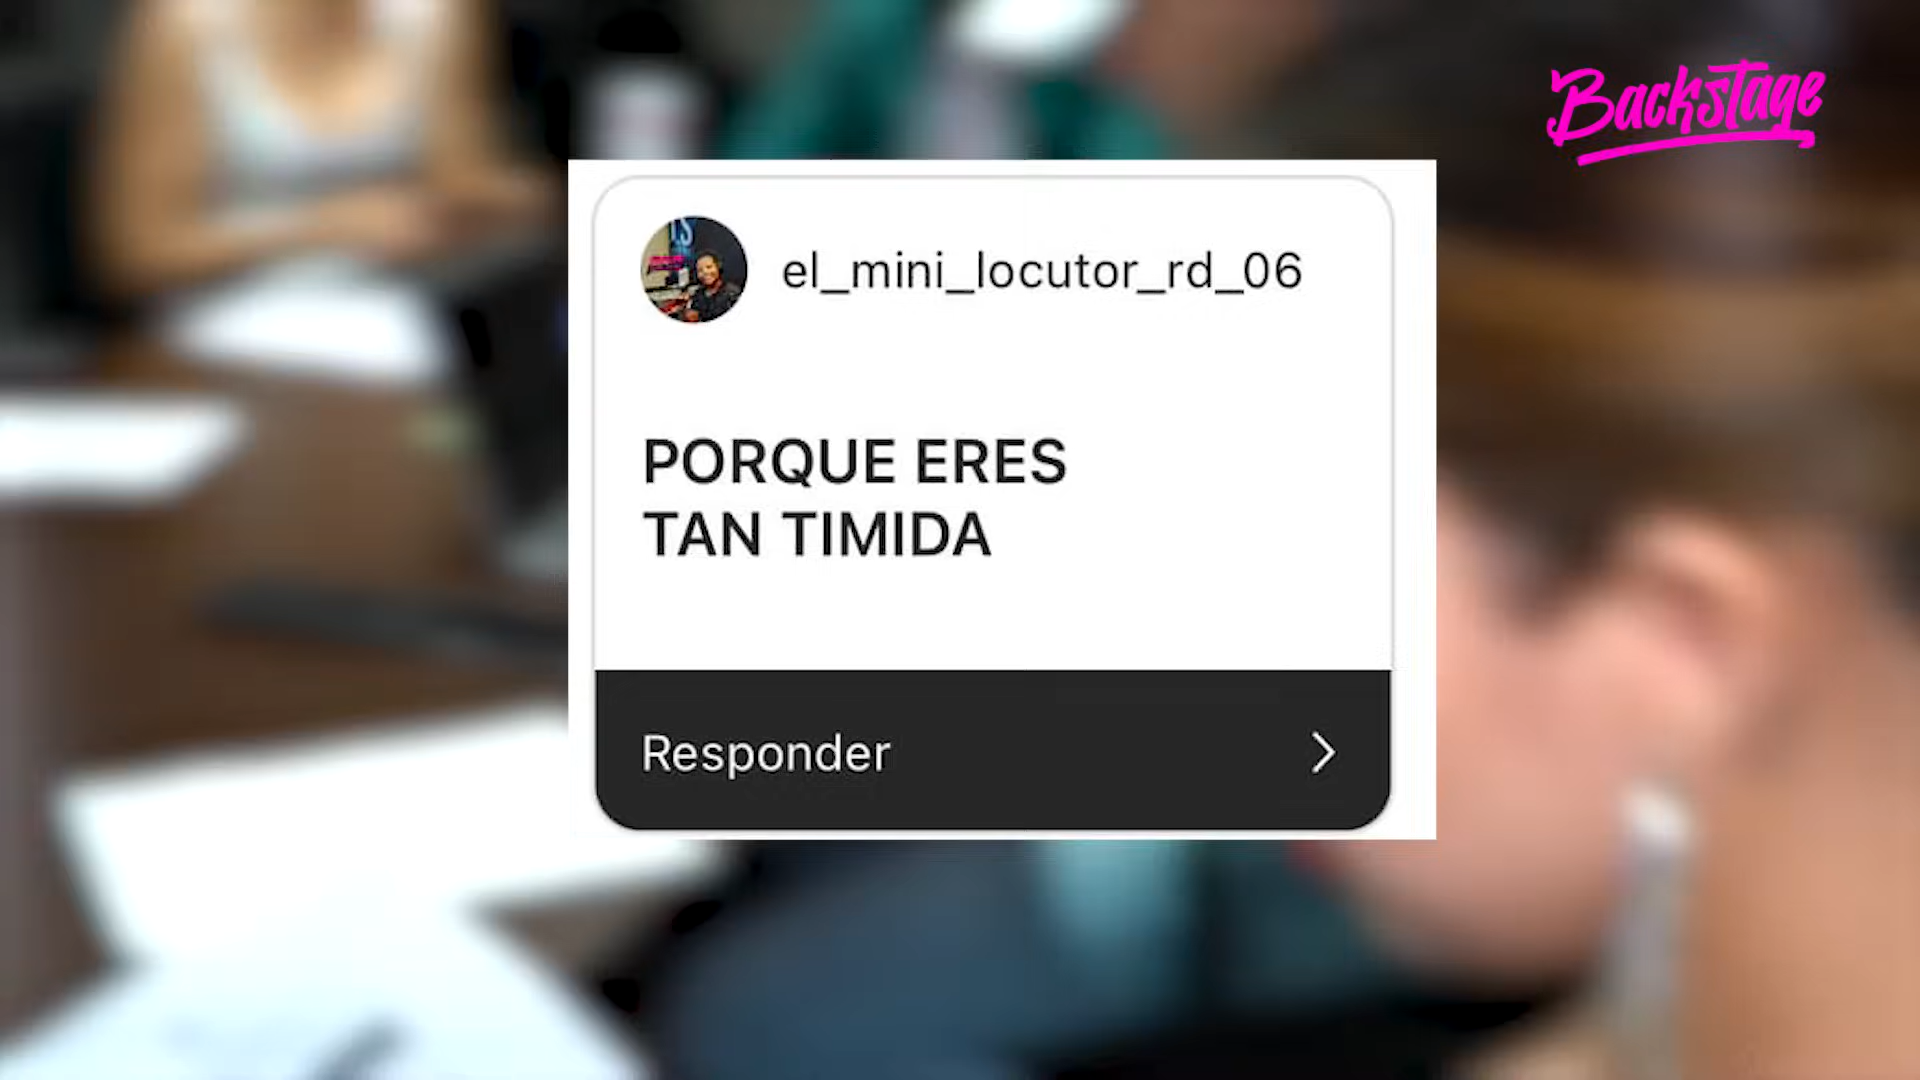 Backstage
el_mini_locutor_rd_06
PORQUE ERES
TAN TIMIDA
Responder